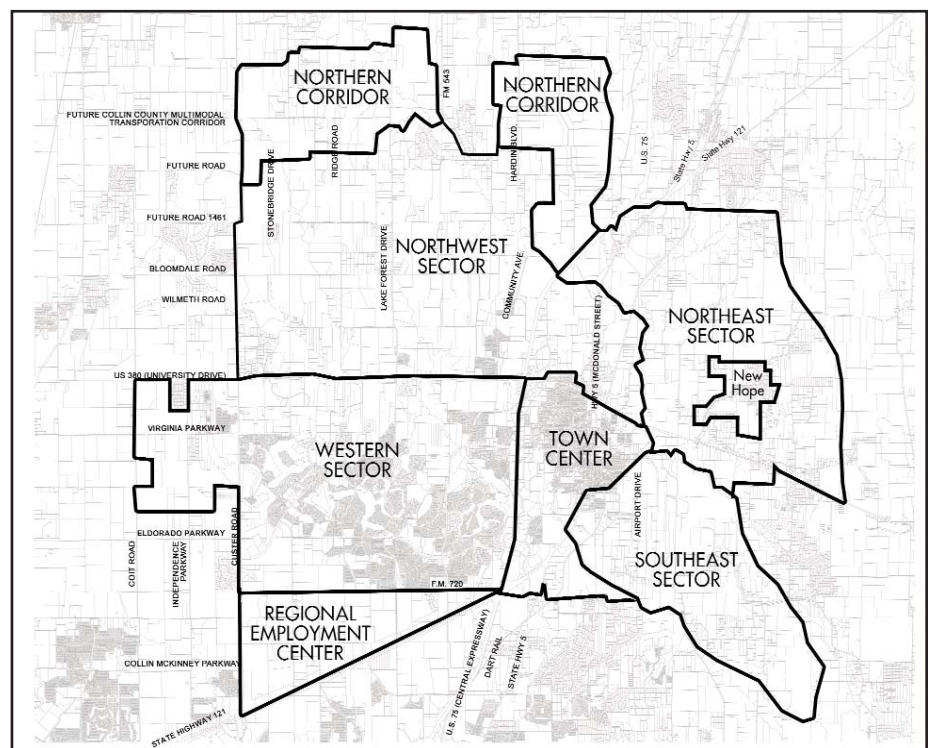 NORTHERN
CORRIDOR
NORTHERN
CORRIDOR
FM 543
FUTURE COLLIN COUNTY MULTIMODAL
TRANSPORATION CORRIDOR
RIDGE ROAD
HARDIN BLVD.
U.S. 75
State Hwy 5
State Hwy 121
FUTURE ROAD
STONEBRIDGE DRIVE
FUTURE ROAD 1461
NORTHWEST
SECTOR
LAKE FOREST DRIVE
COMMUNITY AVE.
BLOOMDALE ROAD
WILMETH ROAD
HWY 5 (MCDONALD STREET)
NORTHEAST
SECTOR
New
Hope
US 380 (UNIVERSITY DRIVE)
VIRGINIA PARKWAY
WESTERN
SECTOR
TOWN
CENTER
AIRPORT DRIVE
ELDORADO PARKWAY
CUSTER ROAD
COIT ROAD
INDEPENDENCE
PARKWAY
SOUTHEAST
SECTOR
F.M. 720
REGIONAL
EMPLOYMENT
CENTER
COLLIN MCKINNEY PARKWAY
STATE HIGHWAY 121
U.S. 75 (CENTRAL EXPRESSWAY)
DART RAIL
STATE HWY 5